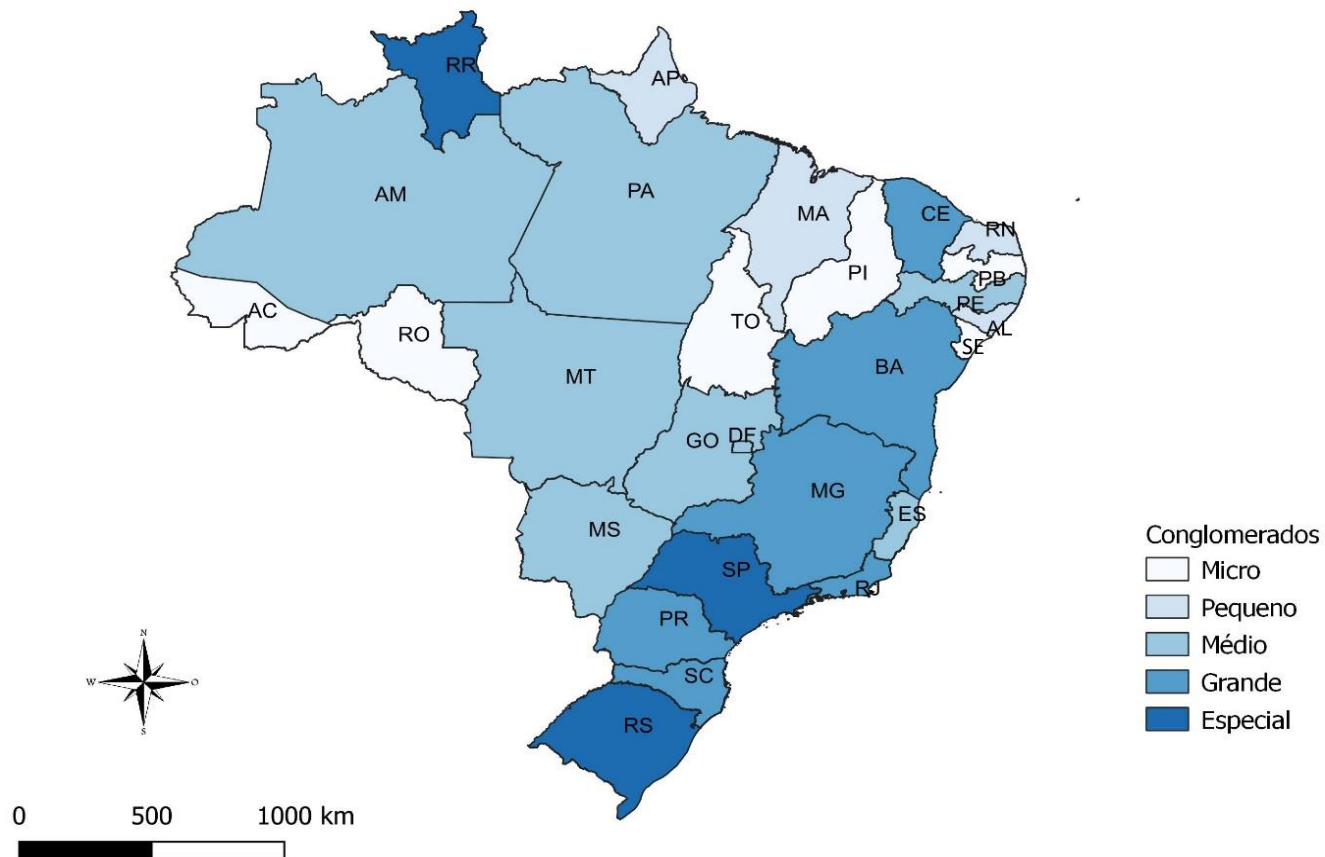 RR
AP
AM
PA
MA
CE
RN
PI
PB
PE
AL
SE
AC
RO
TO
BA
MT
GO
DF
MG
ES
MS
SP
RJ
PR
SC
RS
Conglomerados
Micro
Pequeno
Médio
Grande
Especial
N
W
O
S
0 500 1000 km